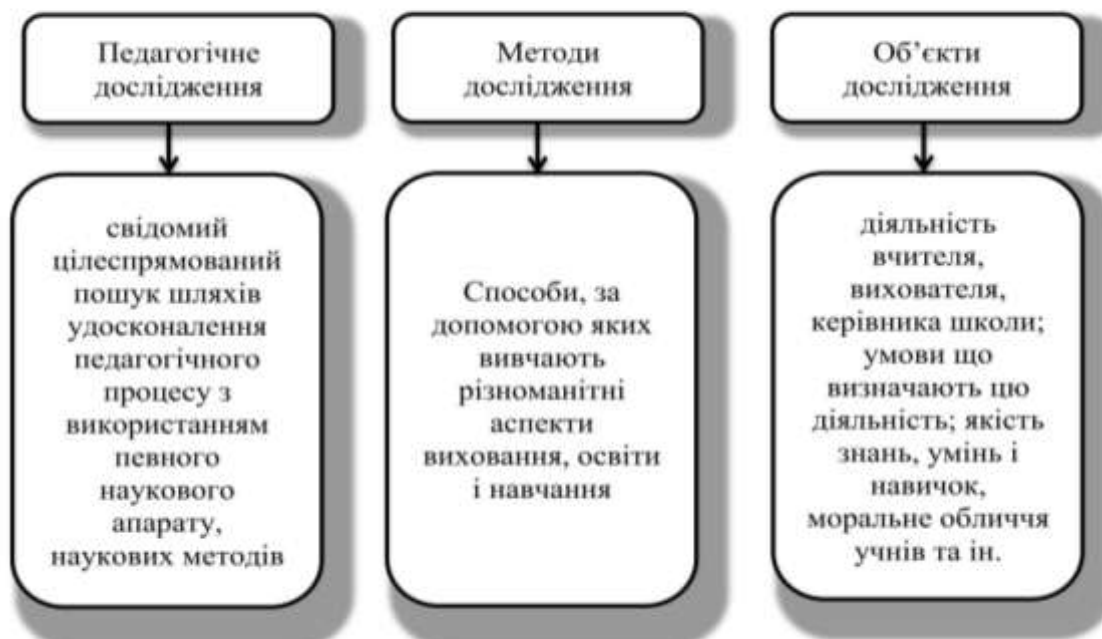 Педагогічне
дослідження
Методи
дослідження
Об’єкти
дослідження
свідомий
цілеспрямований
пошук шляхів
удосконалення
педагогічного
процесу з
використанням
певного
наукового
апарату,
наукових методів
Способи, за
допомогою яких
вивчають
різноманітні
аспекти
виховання, освіти
і навчання
діяльність
вчителя,
вихователя,
керівника школи;
умови що
визначають цю
діяльність; якість
знань, умінь і
навичок,
моральне обличчя
учнів та ін.